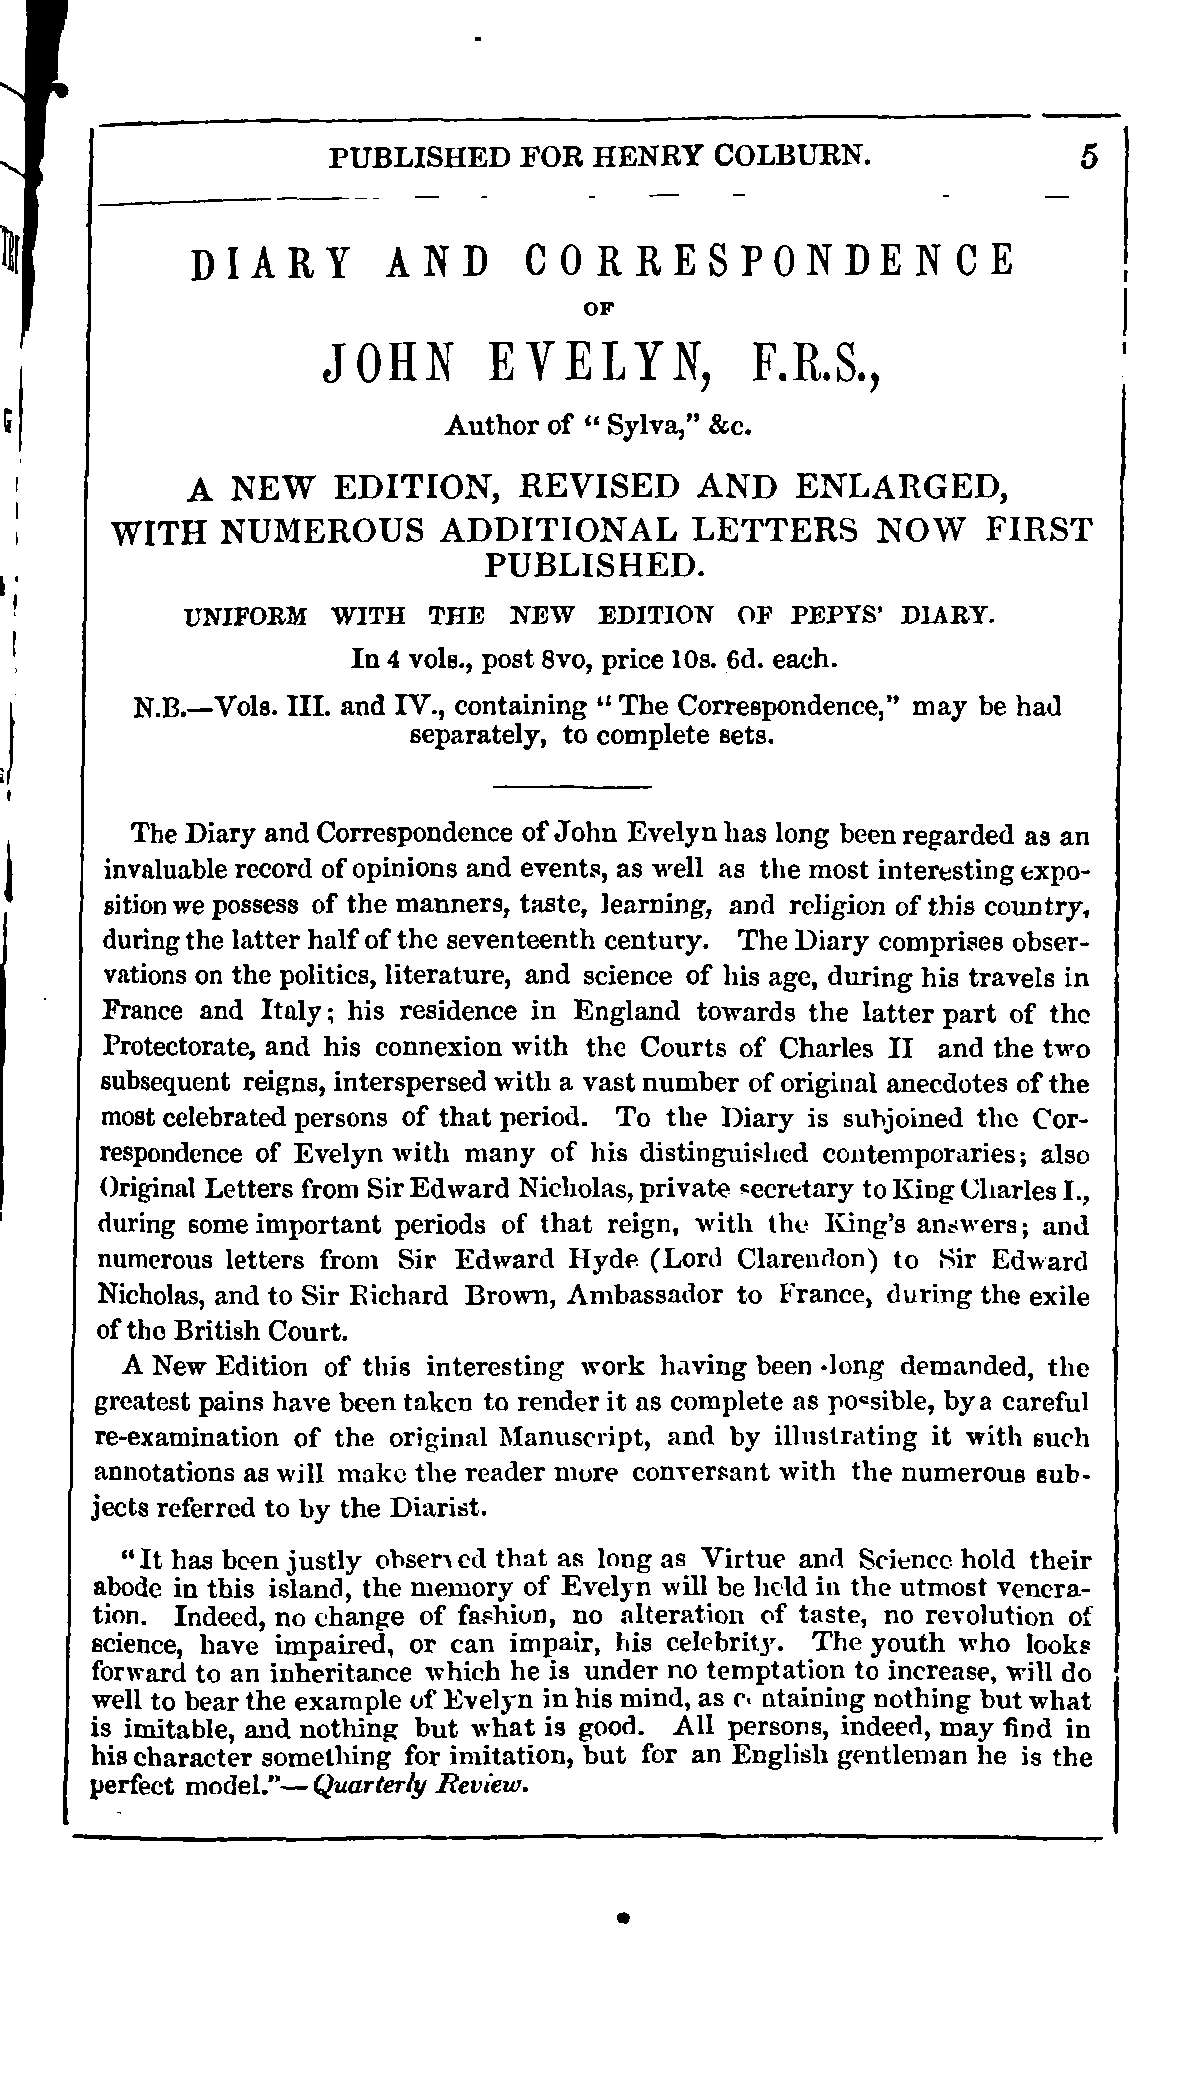 PUBLISHED FOR HENRY COLBURN. 5
DIARY AND CORRESPONDENCE
OF
JOHN EVELYN, F.R.S.,
Author of “Sylva,” &c.
A NEW EDITION, REVISED AND ENLARGED,
WITH NUMEROUS ADDITIONAL LETTERS NOW FIRST
PUBLISHED.
UNIFORM WITH THE NEW EDITION OF PEPYS’ DIARY.
In 4 vols., post 8vo, price 10s. 6d. each.
N.B.—Vols. III. and IV., containing “The Correspondence,” may be had
separately, to complete sets.
The Diary and Correspondence of John Evelyn has long been regarded as an
invaluable record of opinions and events, as well as the most interesting expo-
sition we possess of the manners, taste, learning, and religion of this country,
during the latter half of the seventeenth century. The Diary comprises obser-
vations on the politics, literature, and science of his age, during his travels in
France and Italy; his residence in England towards the latter part of the
Protectorate, and his connexion with the Courts of Charles II and the two
subsequent reigns, interspersed with a vast number of original anecdotes of the
most celebrated persons of that period. To the Diary is subjoined the Cor-
respondence of Evelyn with many of his distinguished contemporaries; also
Original Letters from Sir Edward Nicholas, private secretary to King Charles I.,
during some important periods of that reign, with the King’s answers; and
numerous letters from Sir Edward Hyde (Lord Clarendon) to Sir Edward
Nicholas, and to Sir Richard Brown, Ambassador to France, during the exile
of the British Court.
A New Edition of this interesting work having been long demanded, the
greatest pains have been taken to render it as complete as possible, by a careful
re-examination of the original Manuscript, and by illustrating it with such
annotations as will make the reader more conversant with the numerous sub-
jects referred to by the Diarist.
“It has been justly observed that as long as Virtue and Science hold their
abode in this island, the memory of Evelyn will be held in the utmost venera-
tion. Indeed, no change of fashion, no alteration of taste, no revolution of
science, have impaired, or can impair, his celebrity. The youth who looks
forward to an inheritance which he is under no temptation to increase, will do
well to bear the example of Evelyn in his mind, as containing nothing but what
is imitable, and nothing but what is good. All persons, indeed, may find in
his character something for imitation, but for an English gentleman he is the
perfect model.”—Quarterly Review.